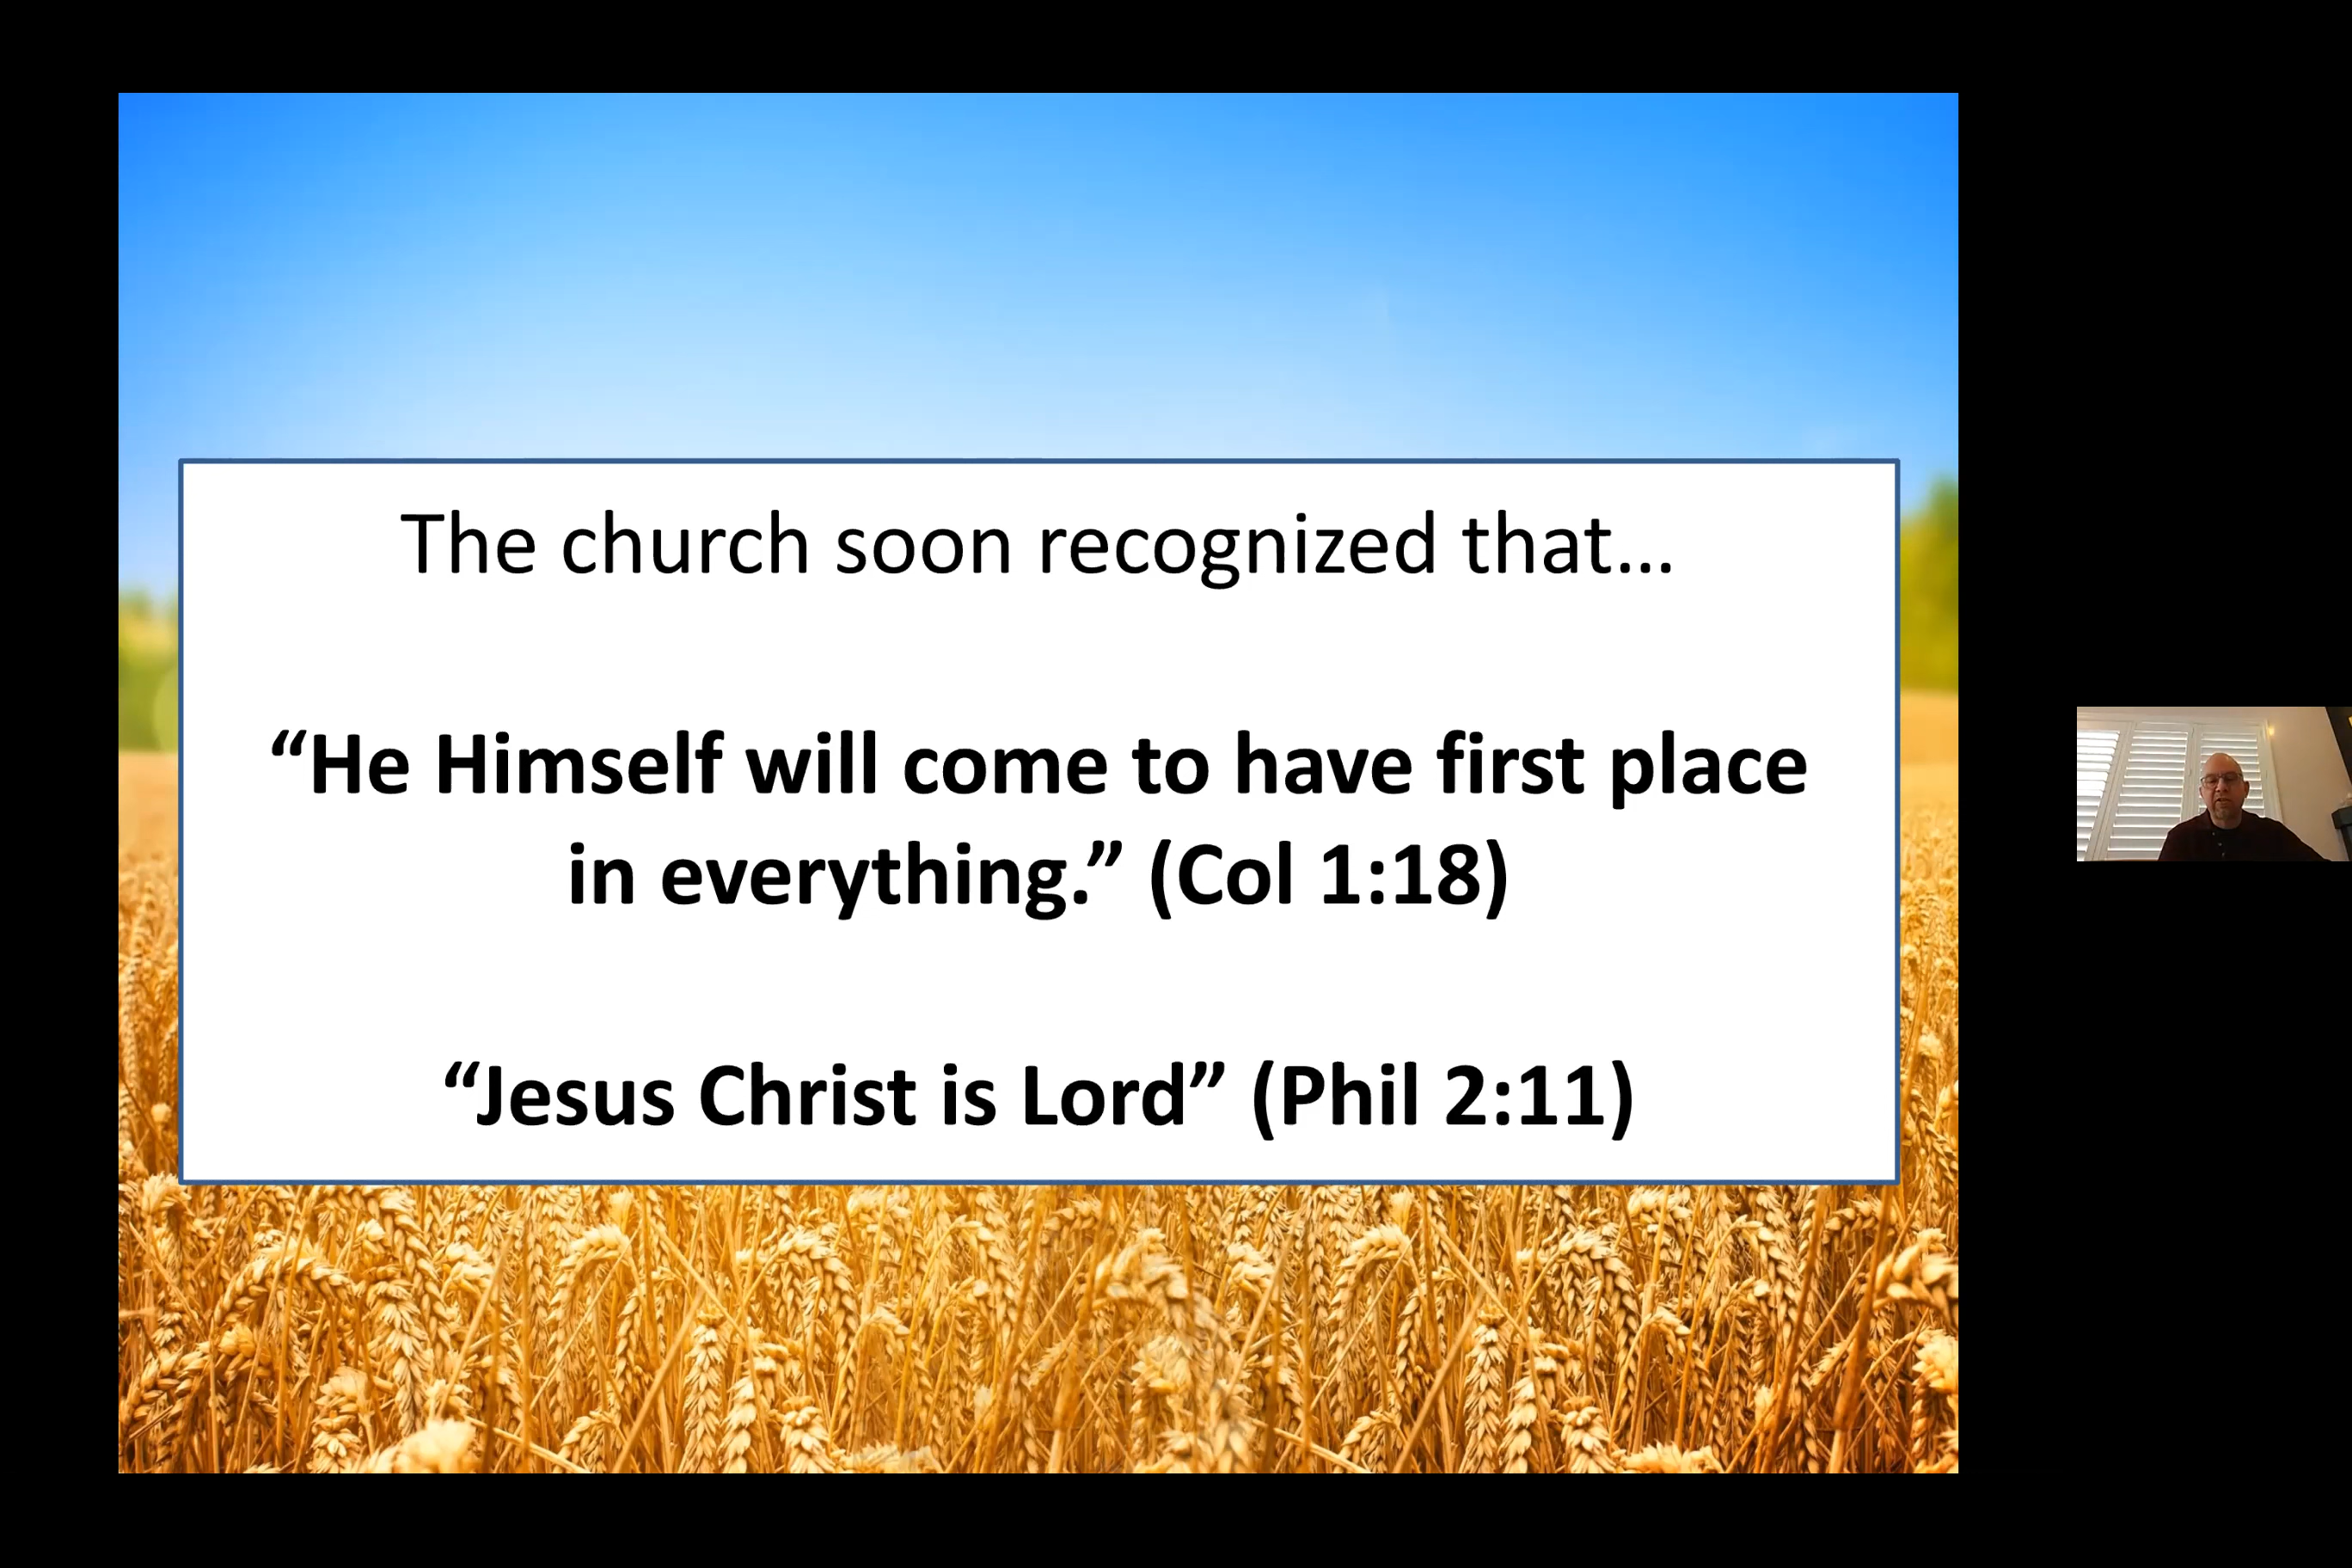 The church soon recognized that…
“He Himself will come to have first place
in everything.” (Col 1:18)
“Jesus Christ is Lord” (Phil 2:11)